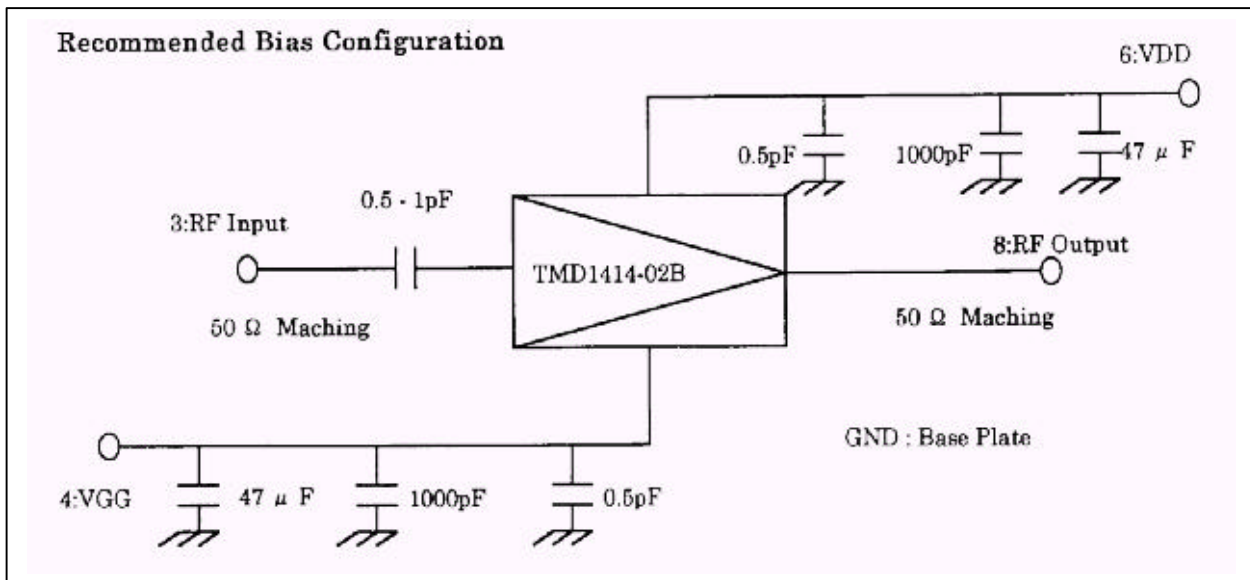 Recommended Bias Configuration
6:VDD
0.5pF
1000pF
47 μ F
0.5 - 1pF
3:RF Input
8:RF Output
TMD1414-02B
50 Ω Maching
50 Ω Maching
GND : Base Plate
4:VGG
47 μ F
1000pF
0.5pF